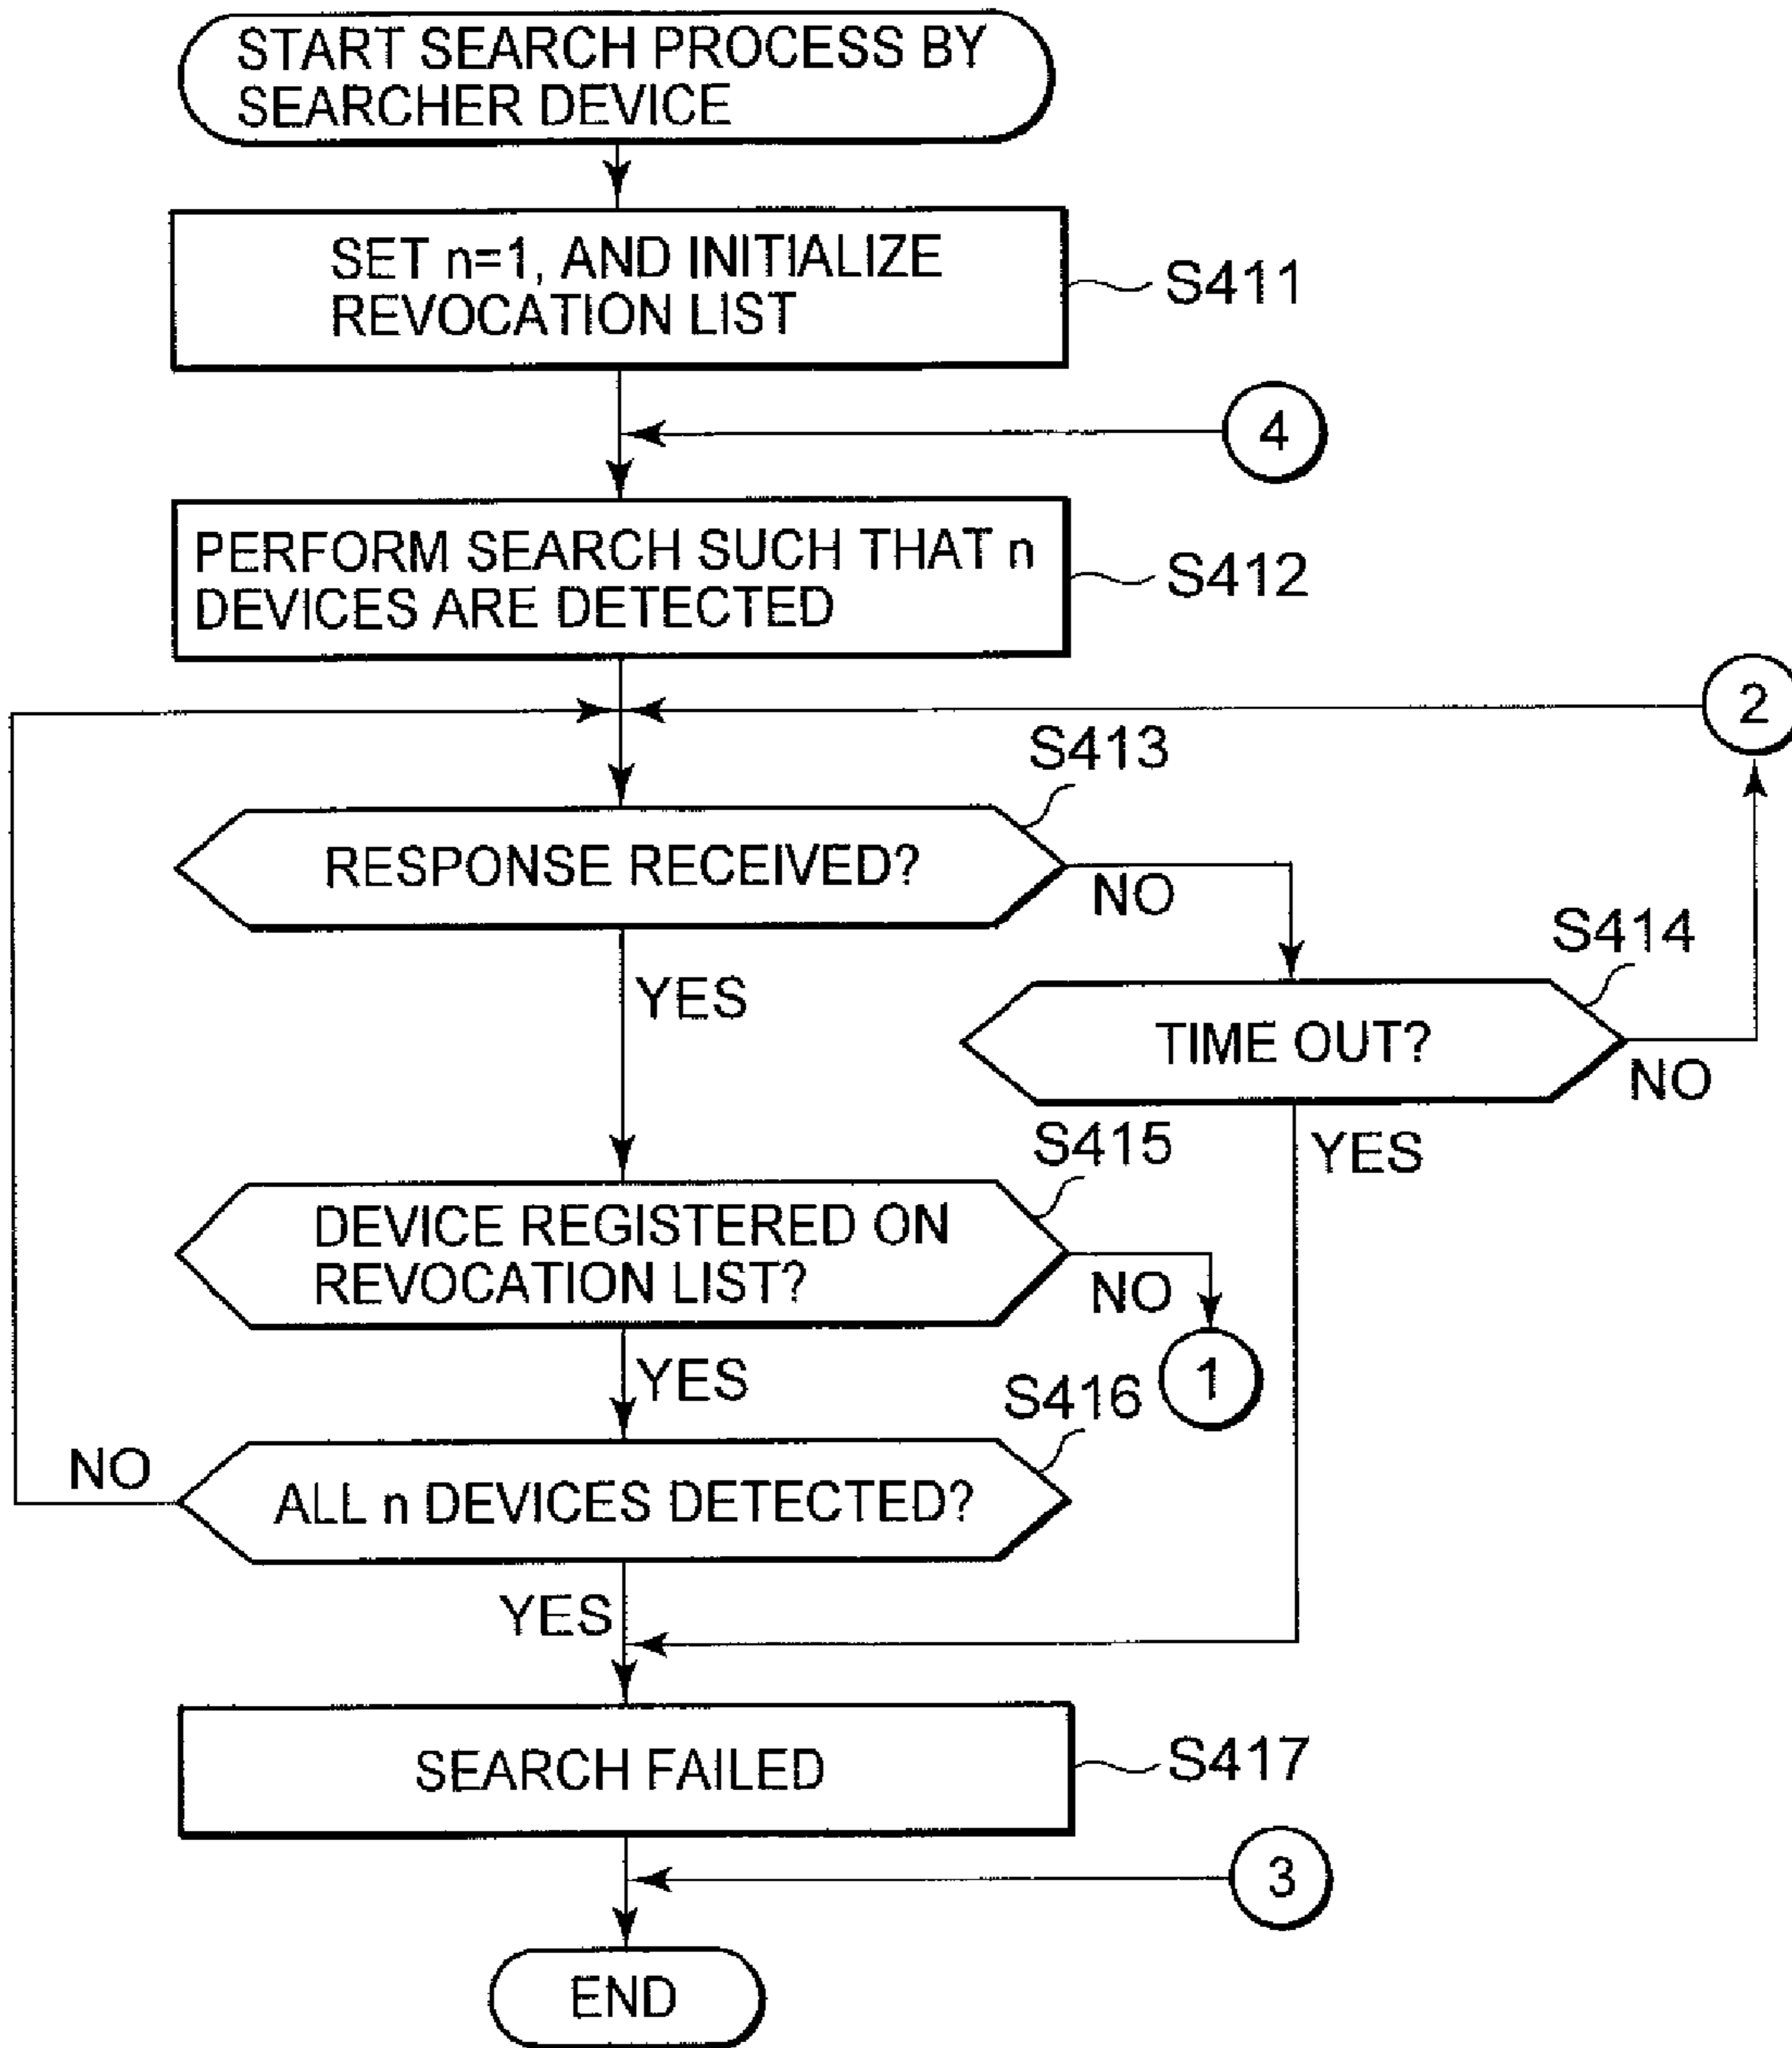 START SEARCH PROCESS BY
SEARCHER DEVICE
SET n=1, AND INITIALIZE
REVOCATION LIST
S411
4
PERFORM SEARCH SUCH THAT n
DEVICES ARE DETECTED
S412
2
S413
RESPONSE RECEIVED?
NO
S414
YES
TIME OUT?
NO
YES
S415
DEVICE REGISTERED ON
REVOCATION LIST?
NO
1
YES
S416
NO
ALL n DEVICES DETECTED?
YES
SEARCH FAILED
S417
3
END